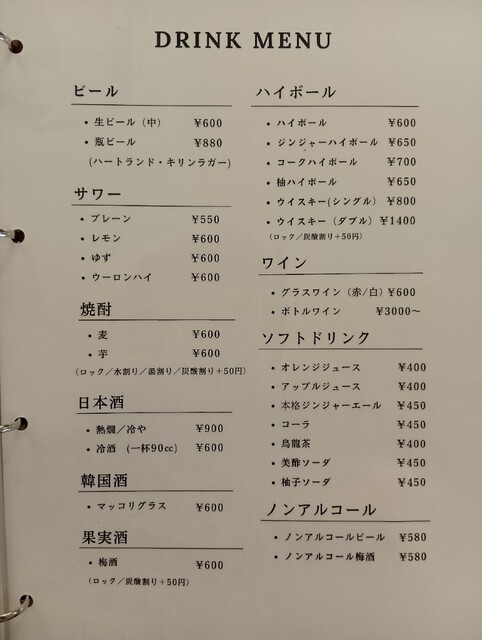 DRINK MENU
ビール
・生ビール（中） ¥600
・瓶ビール ¥880
(ハートランド・キリンラガー)
サワー
・プレーン ¥550
・レモン ¥600
・ゆず ¥600
・ウーロンハイ ¥600
焼酎
・麦 ¥600
・芋 ¥600
(ロック／水割り／湯割り／炭酸割り＋50円)
日本酒
・熱燗／冷や ¥900
・冷酒 (一杯90cc) ¥600
韓国酒
・マッコリグラス ¥600
果実酒
・梅酒 ¥600
(ロック／炭酸割り＋50円)
ハイボール
・ハイボール ¥600
・ジンジャーハイボール ¥650
・コークハイボール ¥700
・柚ハイボール ¥650
・ウイスキー(シングル) ¥800
・ウイスキー（ダブル）¥1400
(ロック／炭酸割り＋50円)
ワイン
・グラスワイン（赤/白）¥600
・ボトルワイン ¥3000～
ソフトドリンク
・オレンジジュース ¥400
・アップルジュース ¥400
・本格ジンジャーエール ¥450
・コーラ ¥450
・烏龍茶 ¥400
・美酢ソーダ ¥450
・柚子ソーダ ¥450
ノンアルコール
・ノンアルコールビール ¥580
・ノンアルコール梅酒 ¥580